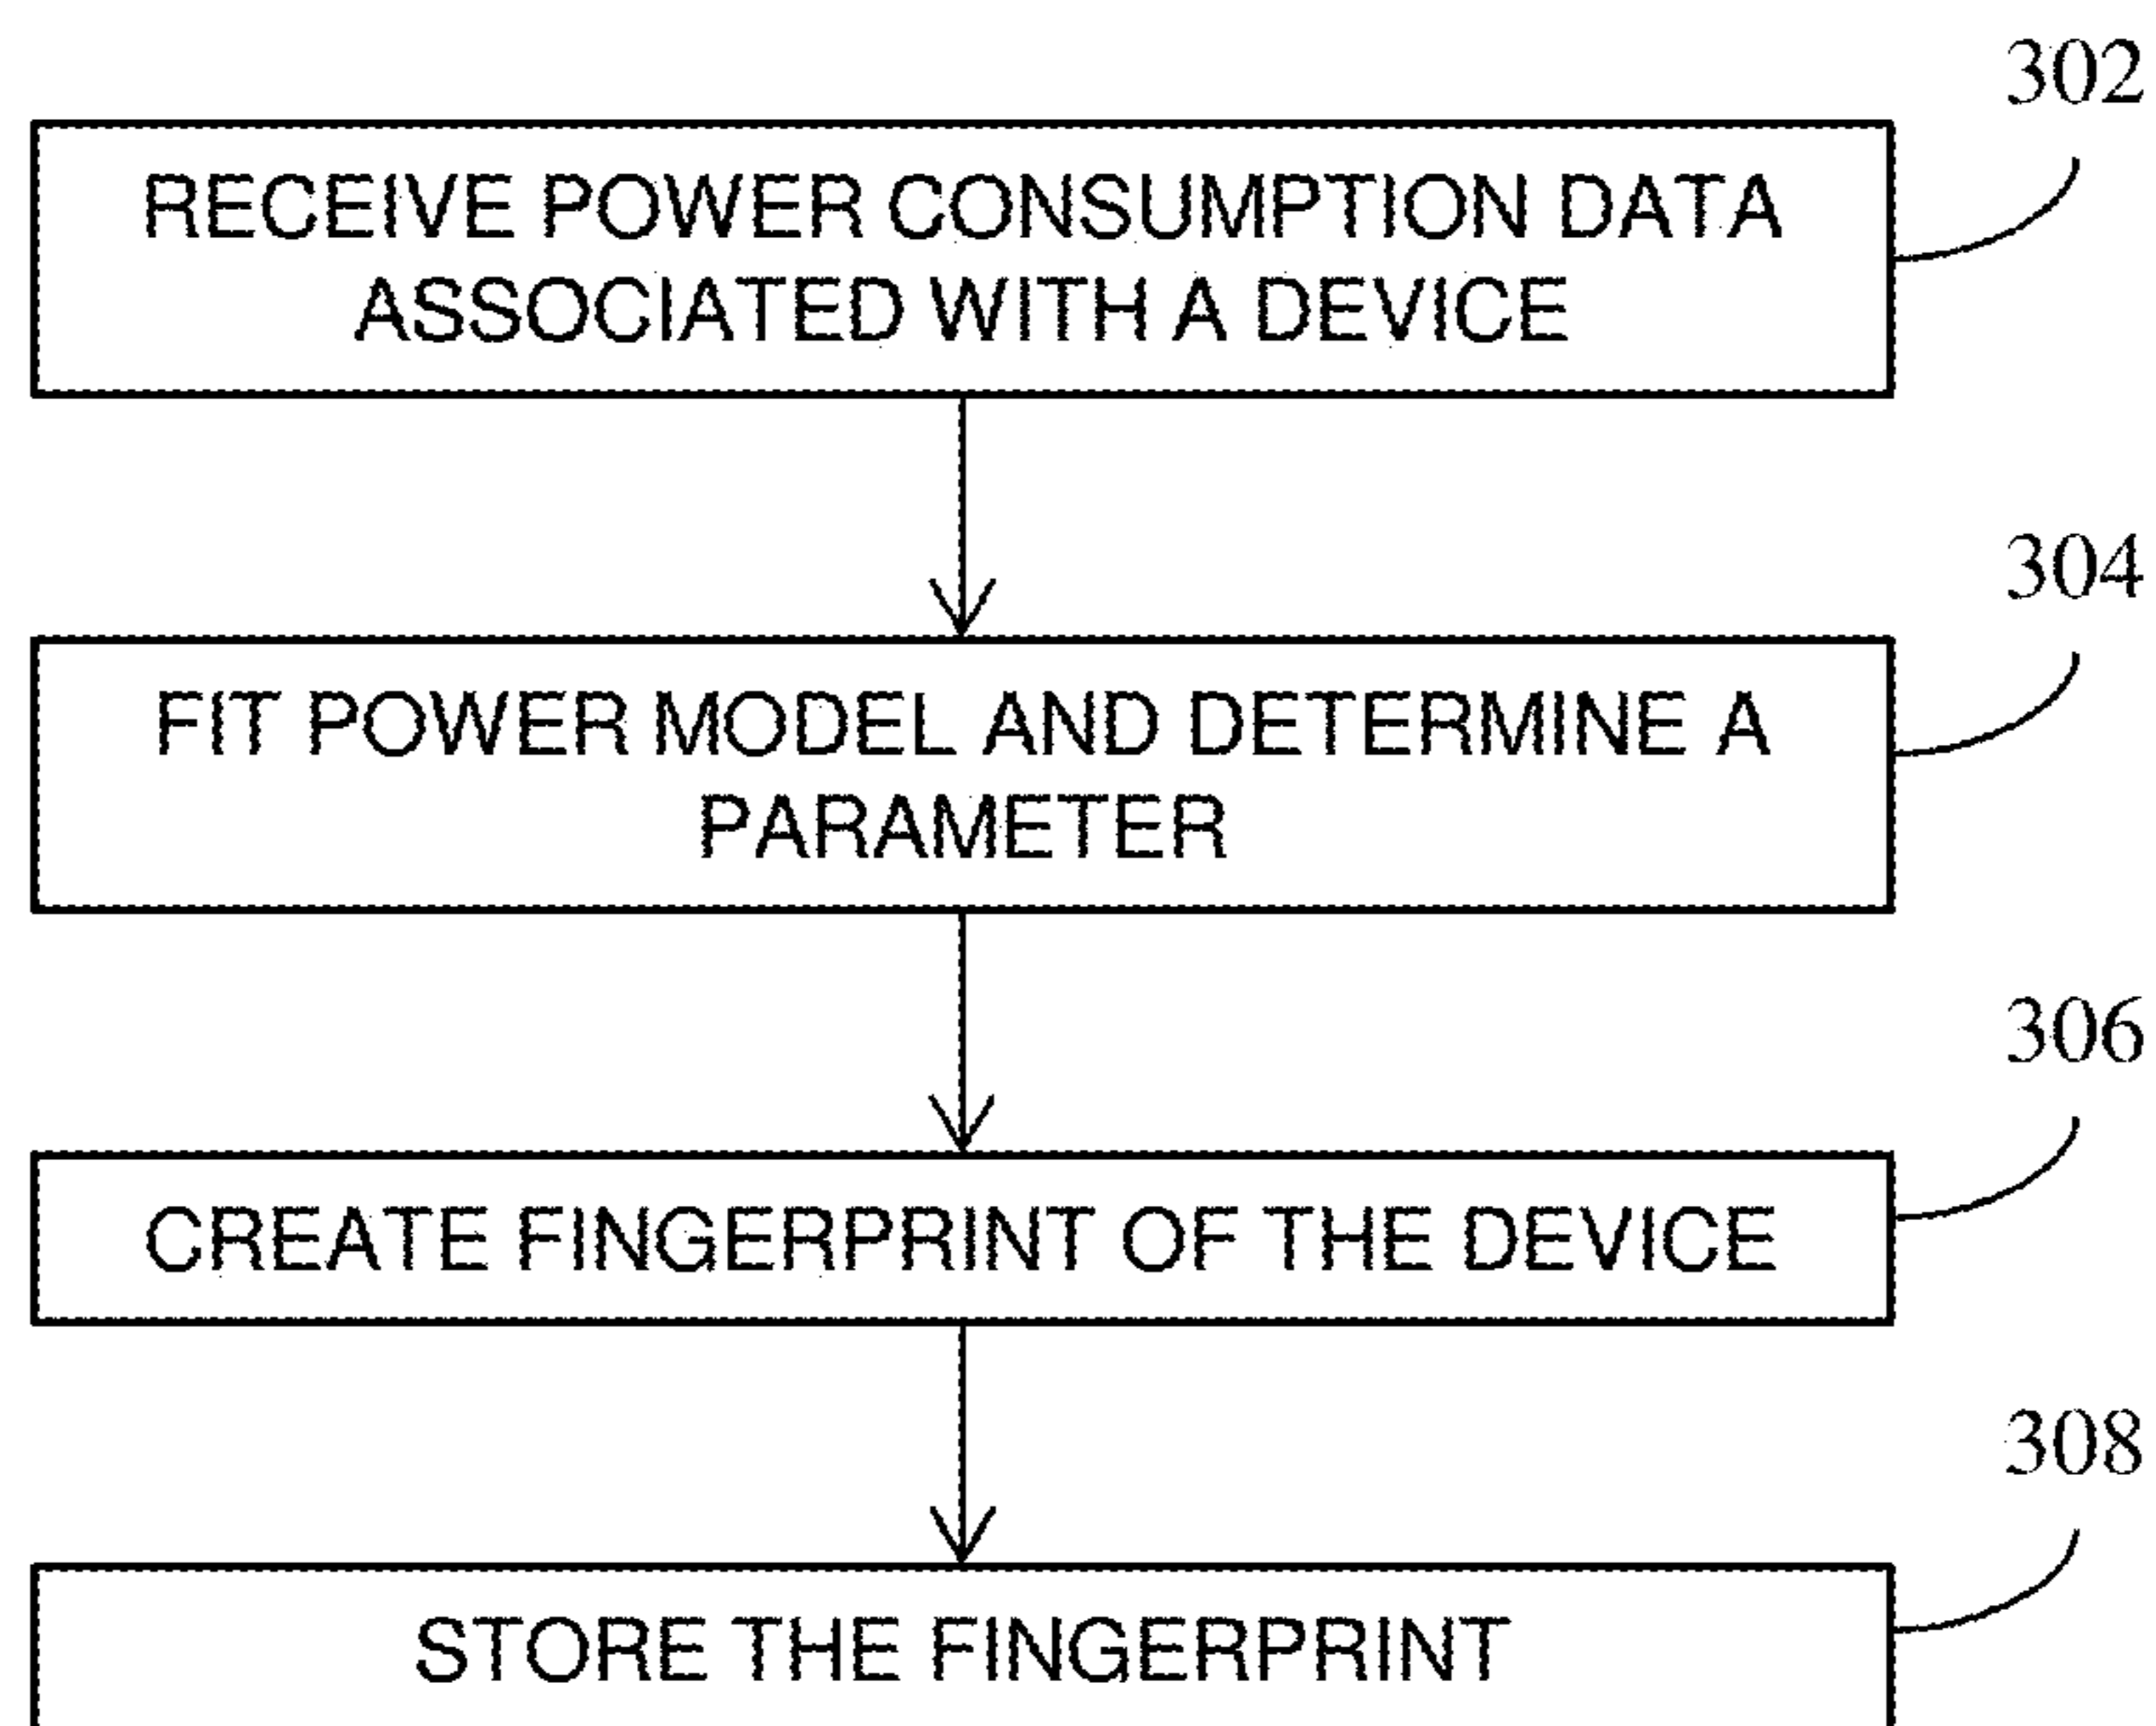 302
RECEIVE POWER CONSUMPTION DATA
ASSOCIATED WITH A DEVICE
304
FIT POWER MODEL AND DETERMINE A
PARAMETER
306
CREATE FINGERPRINT OF THE DEVICE
308
STORE THE FINGERPRINT